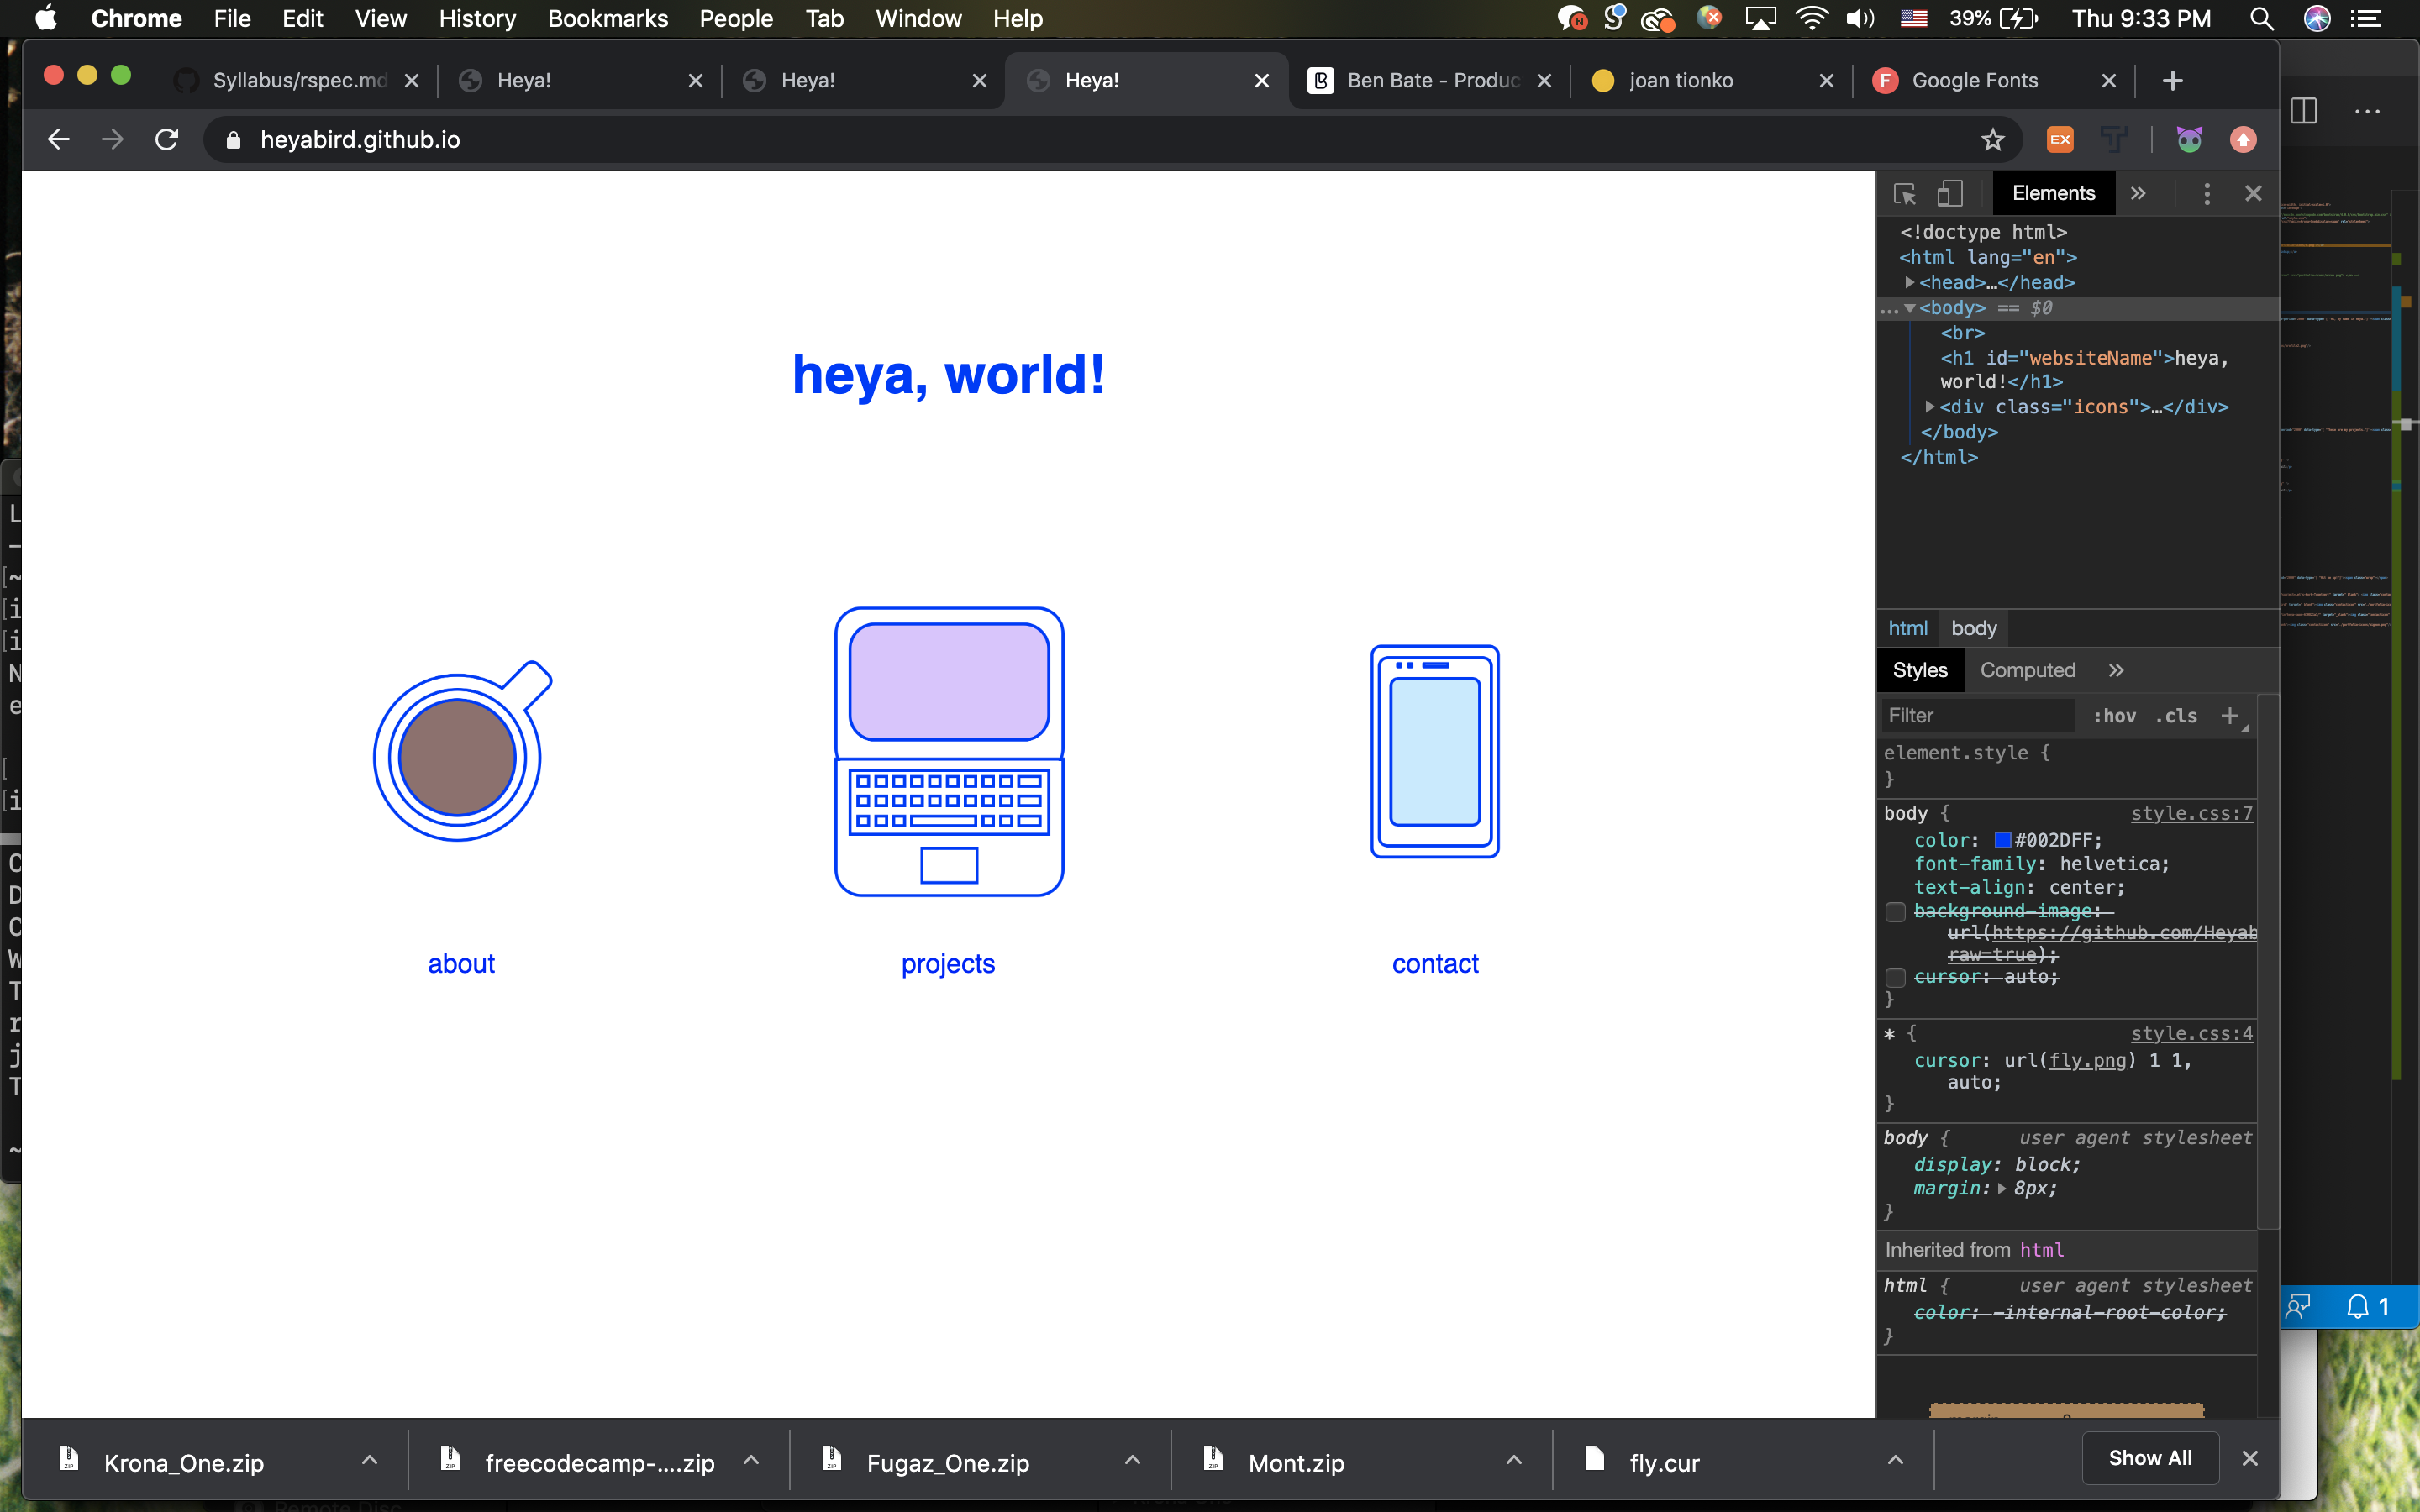 Chrome File Edit View History Bookmarks People Tab Window Help 39% Thu 9:33 PM
Syllabus/rspec.md Heya! Heya! Heya! Ben Bate - Produc joan tionko F Google Fonts
heyabird.github.io EX
Elements
<!doctype html>
<html lang="en">
<head>…</head>
… <body> == $0
<br>
<h1 id="websiteName">heya,
world!</h1>
<div class="icons">…</div>
</body>
</html>
heya, world!
about projects contact
html body
Styles Computed
Filter :hov .cls +
element.style {
}
body { style.css:7
color: #002DFF;
font-family: helvetica;
text-align: center;
background-image:
url(https://github.com/Heyab
raw=true);
cursor: auto;
}
* { style.css:4
cursor: url(fly.png) 1 1,
auto;
}
body { user agent stylesheet
display: block;
margin: 8px;
}
Inherited from html
html { user agent stylesheet
color: -internal-root-color;
}
1
Krona_One.zip freecodecamp-....zip Fugaz_One.zip Mont.zip fly.cur Show All